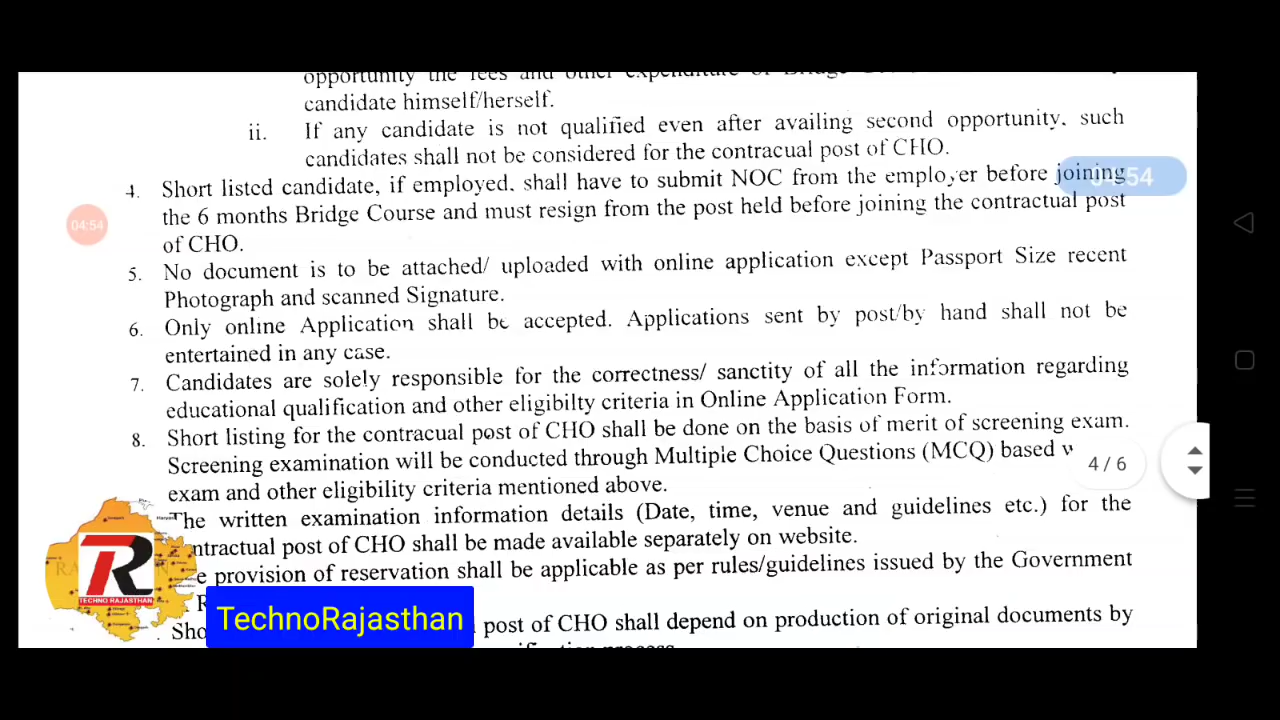 candidate himself/herself.
ii. If any candidate is not qualified even after availing second opportunity, such
candidates shall not be considered for the contracual post of CHO.
4. Short listed candidate, if employed, shall have to submit NOC from the employer before joining
the 6 months Bridge Course and must resign from the post held before joining the contractual post
04:54
04:54
of CHO.
5. No document is to be attached/ uploaded with online application except Passport Size recent
Photograph and scanned Signature.
6. Only online Application shall be accepted. Applications sent by post/by hand shall not be
entertained in any case.
7. Candidates are solely responsible for the correctness/ sanctity of all the information regarding
educational qualification and other eligibilty criteria in Online Application Form.
8. Short listing for the contracual post of CHO shall be done on the basis of merit of screening exam.
Screening examination will be conducted through Multiple Choice Questions (MCQ) based
4 / 6
exam and other eligibility criteria mentioned above.
The written examination information details (Date, time, venue and guidelines etc.) for the
post of CHO shall be made available separately on website.
provision of reservation shall be applicable as per rules/guidelines issued by the Government
TECHNO RAJASTHAN
TechnoRajasthan
post of CHO shall depend on production of original documents by